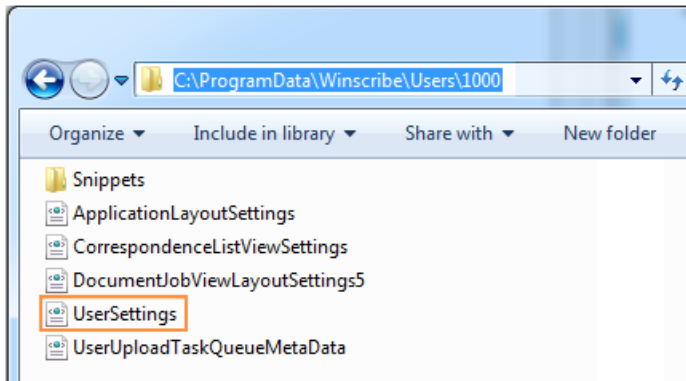 C:\ProgramData\Winscribe\Users\1000
Organize Include in library Share with New folder
Snippets
ApplicationLayoutSettings
CorrespondenceListViewSettings
DocumentJobViewLayoutSettings5
UserSettings
UserUploadTaskQueueMetaData